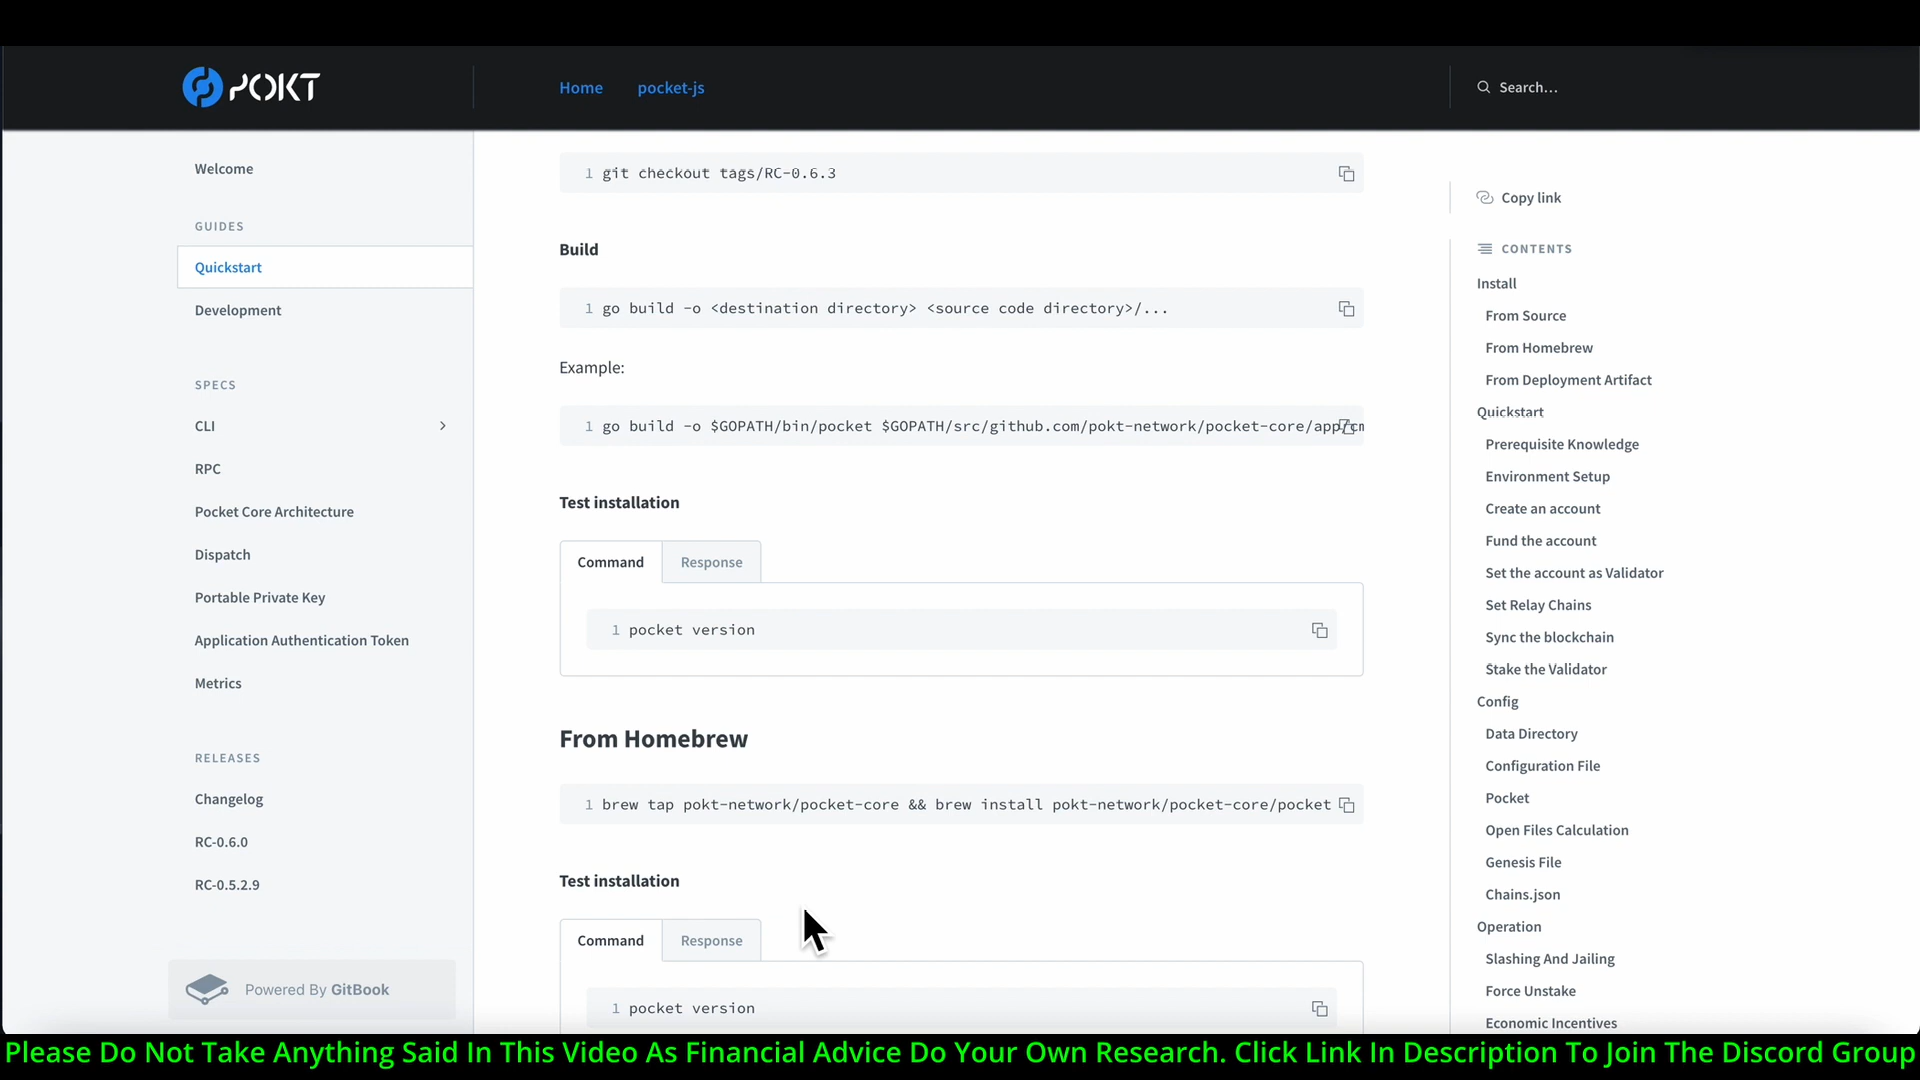 POKT
Home
pocket-js
Search...
Welcome
GUIDES
Quickstart
Development
SPECS
CLI
RPC
Pocket Core Architecture
Dispatch
Portable Private Key
Application Authentication Token
Metrics
RELEASES
Changelog
RC-0.6.0
RC-0.5.2.9
Powered By GitBook
1 git checkout tags/RC-0.6.3
Build
1 go build -o <destination directory> <source code directory>/...
Example:
1 go build -o $GOPATH/bin/pocket $GOPATH/src/github.com/pokt-network/pocket-core/app/cm
Test installation
Command
Response
1 pocket version
From Homebrew
1 brew tap pokt-network/pocket-core && brew install pokt-network/pocket-core/pocket
Test installation
Command
Response
1 pocket version
Copy link
CONTENTS
Install
From Source
From Homebrew
From Deployment Artifact
Quickstart
Prerequisite Knowledge
Environment Setup
Create an account
Fund the account
Set the account as Validator
Set Relay Chains
Sync the blockchain
Stake the Validator
Config
Data Directory
Configuration File
Pocket
Open Files Calculation
Genesis File
Chains.json
Operation
Slashing And Jailing
Force Unstake
Economic Incentives
Please Do Not Take Anything Said In This Video As Financial Advice Do Your Own Research. Click Link In Description To Join The Discord Group